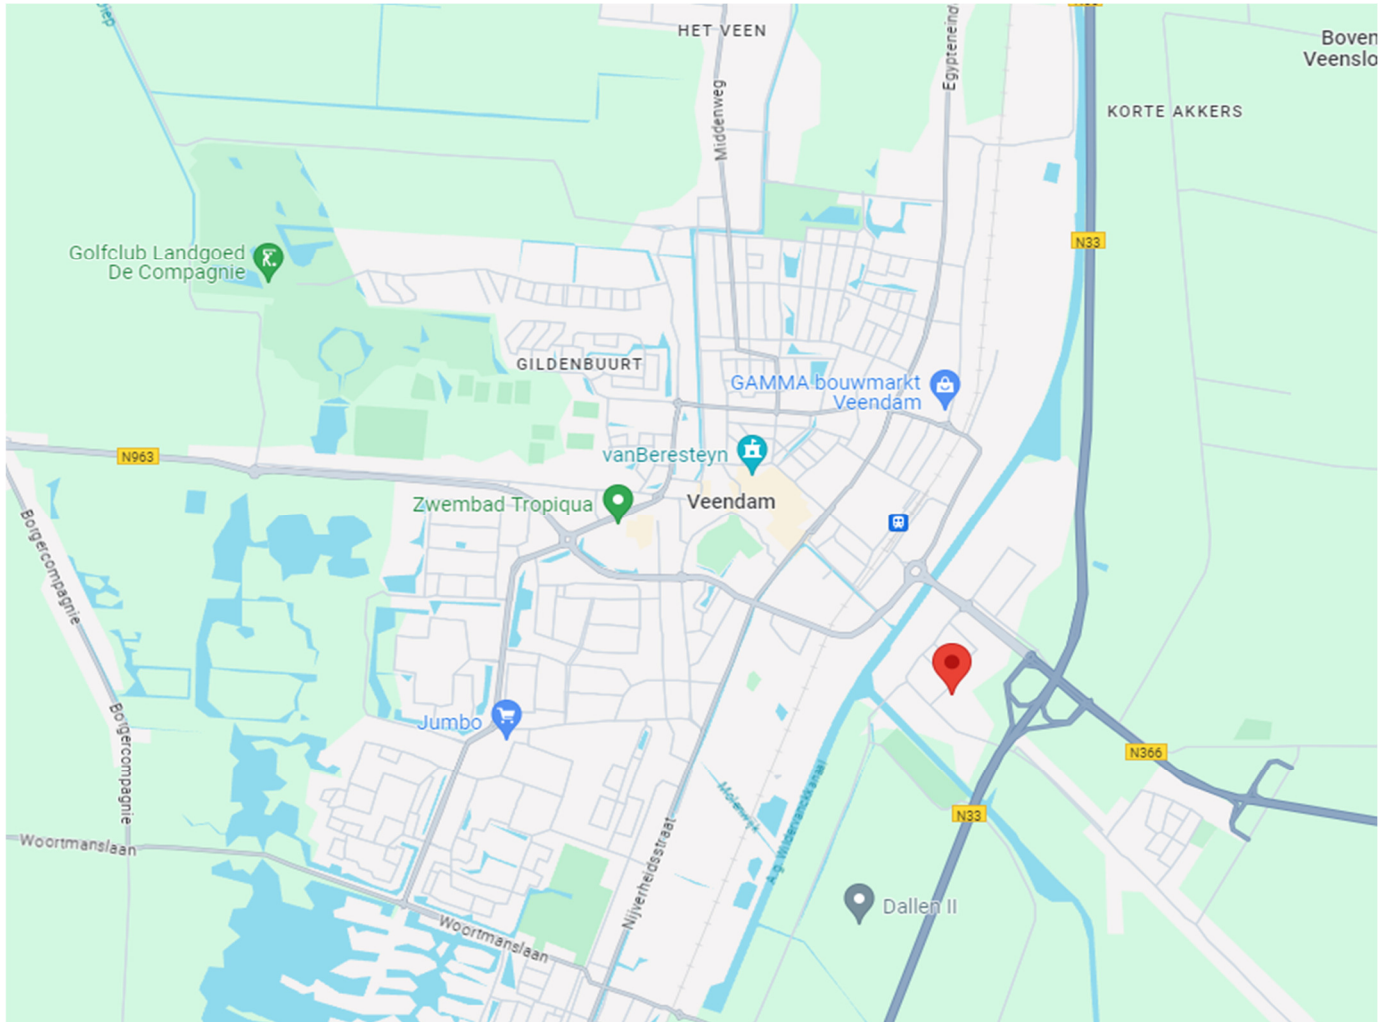 HET VEEN
Boven
Veenslo
Egypteneind
Middenweg
KORTE AKKERS
N33
Golfclub Landgoed
De Compagnie
GILDENBUURT
GAMMA bouwmarkt
Veendam
N963
vanBeresteyn
Zwembad Tropiqua
Veendam
Borgercompagnie
Jumbo
Borgercompagnie
N366
Molenwijk
A.g. Wildervanckkanaal
N33
Woortmanslaan
Nijverheidsstraat
Dallen II
Woortmanslaan